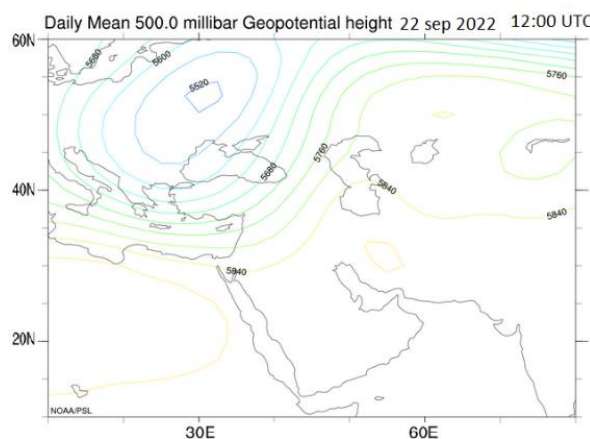 Daily Mean 500.0 millibar Geopotential height 22 sep 2022 12:00 UTC
60N
5680
5600
5520
5760
5760
5680
5840
40N
5840
5840
20N
NOAA/PSL
30E
60E